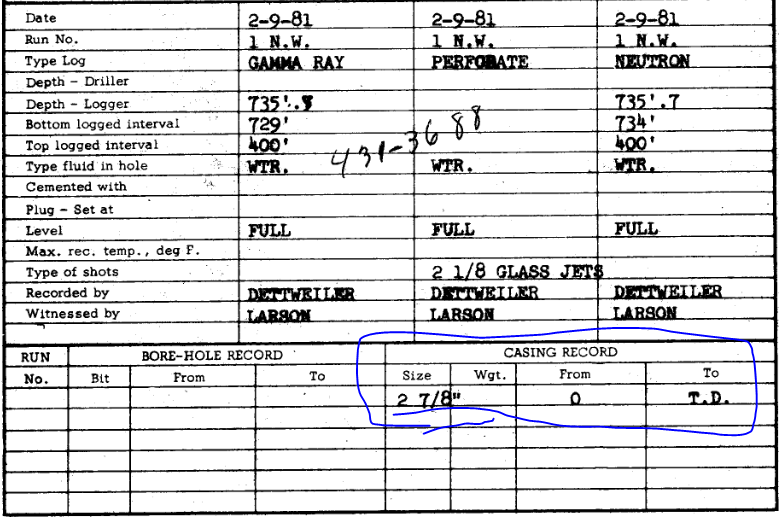 Date 2-9-81 2-9-81 2-9-81
Run No. 1 N.W. 1 N.W. 1 N.W.
Type Log GAMMA RAY PERFORATE NEUTRON
Depth - Driller
Depth - Logger 735'. 735'.7
Bottom logged interval 729' 734'
Top logged interval 400' 400'
431-3688
Type fluid in hole WTR. WTR. WTR.
Cemented with
Plug - Set at
Level FULL FULL FULL
Max. rec. temp., deg F.
Type of shots 2 1/8 GLASS JETS
Recorded by DETTWEILER DETTWEILER DETTWEILER
Witnessed by LARSON LARSON LARSON
RUN BORE-HOLE RECORD CASING RECORD
No. Bit From To Size Wgt. From To
2 7/8" 0 T.D.